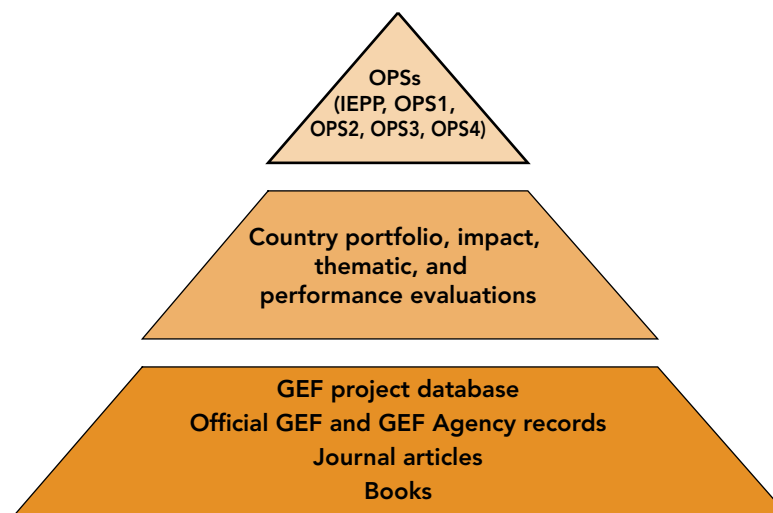 OPSs
(IEPP, OPS1,
OPS2, OPS3, OPS4)
Country portfolio, impact,
thematic, and
performance evaluations
GEF project database
Official GEF and GEF Agency records
Journal articles
Books